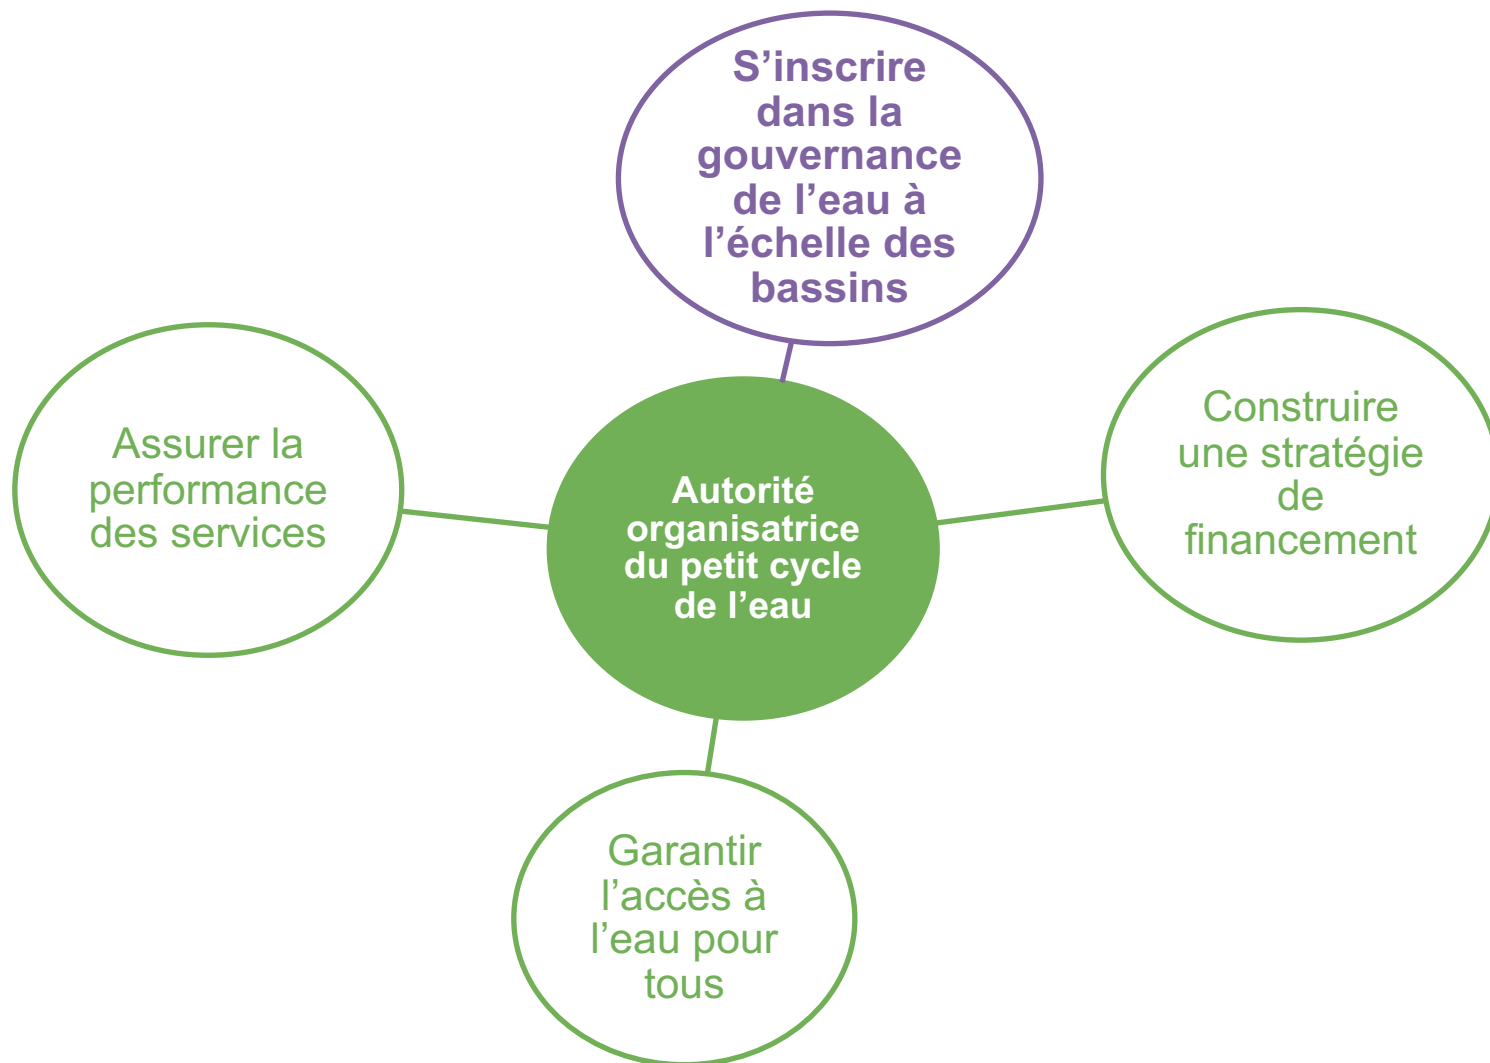 S’inscrire
dans la
gouvernance
de l’eau à
l’échelle des
bassins
Construire
une stratégie
de
financement
Assurer la
performance
des services
Autorité
organisatrice
du petit cycle
de l’eau
Garantir
l’accès à
l’eau pour
tous